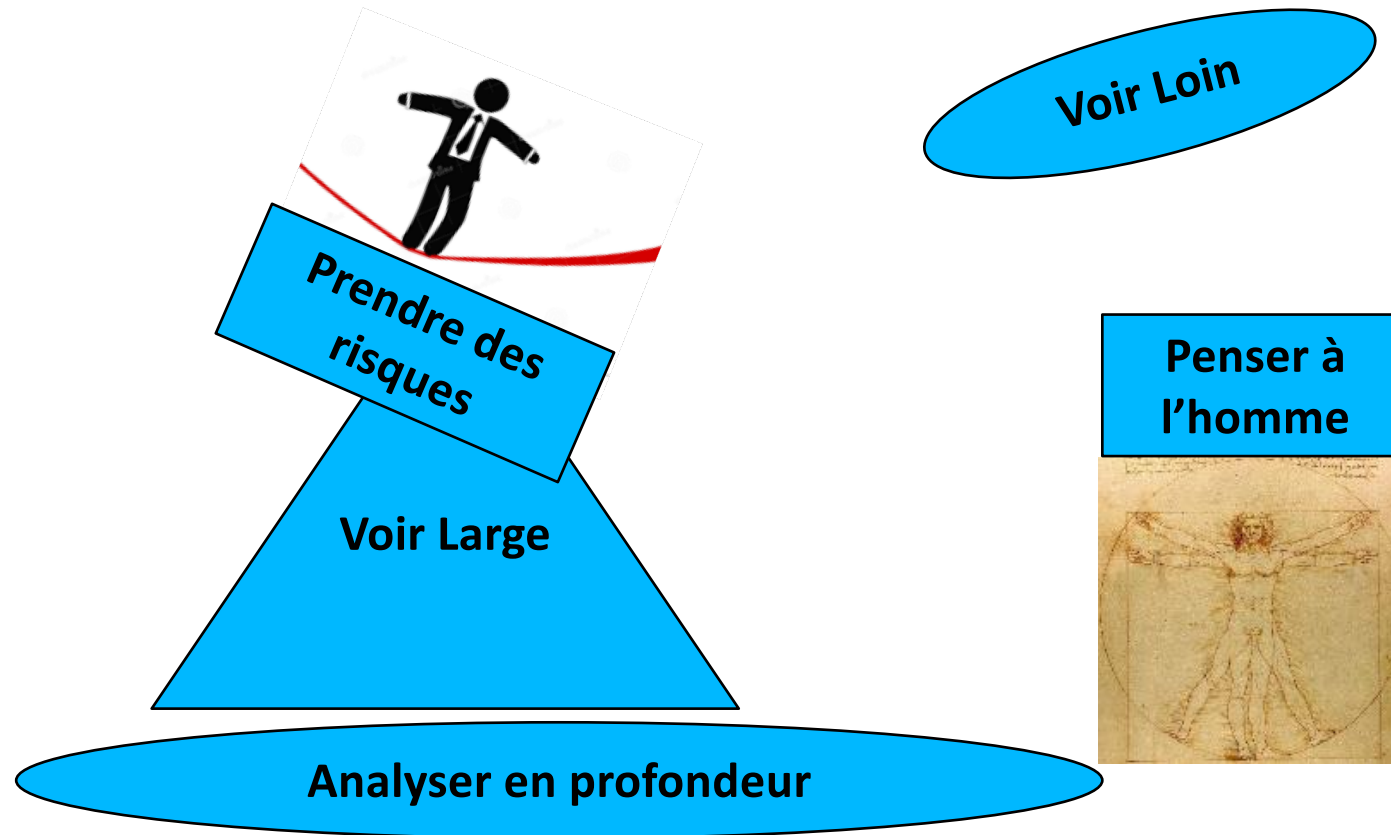 Voir Loin
Prendre des
risques
Penser à
l’homme
Voir Large
Analyser en profondeur